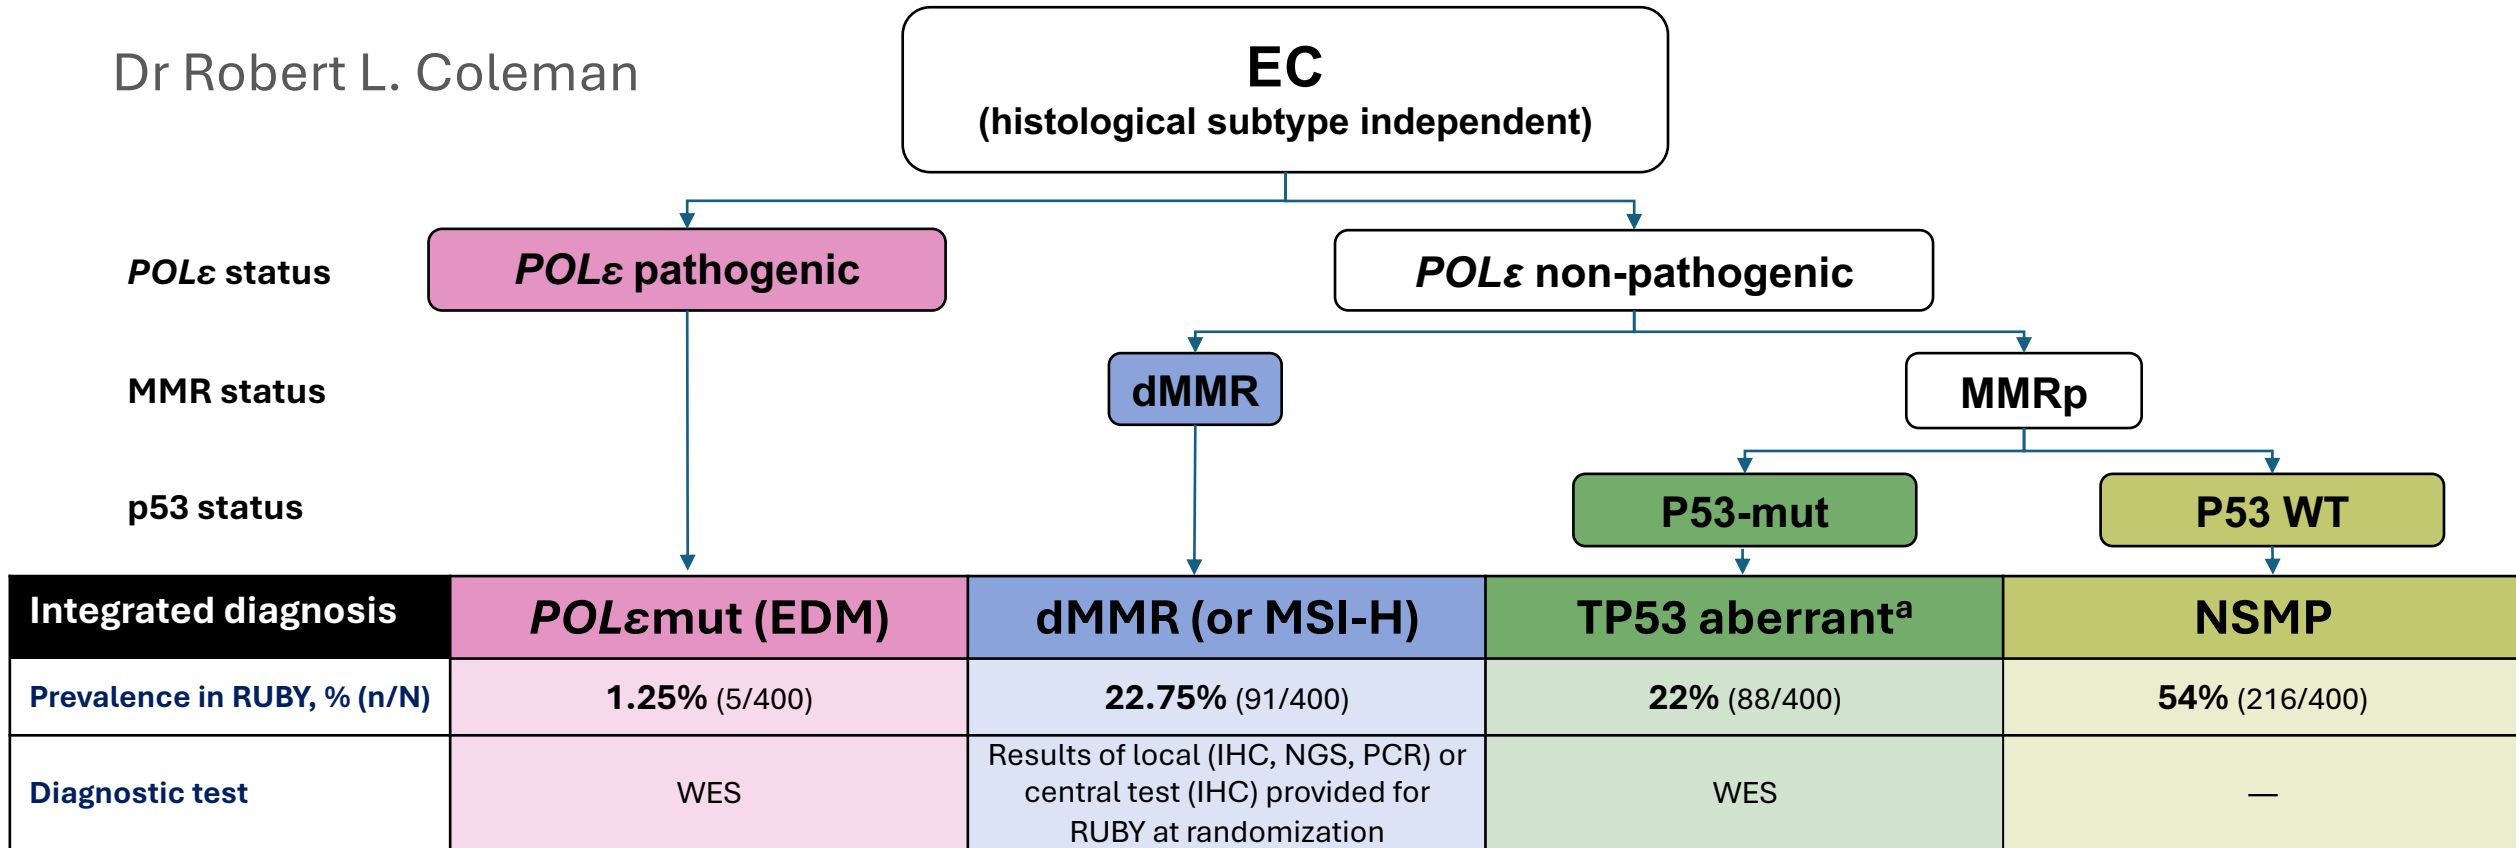 Dr Robert L. Coleman
EC
(histological subtype independent)
POLε status
POLε pathogenic
POLε non-pathogenic
MMR status
dMMR
MMRp
p53 status
P53-mut
P53 WT
Integrated diagnosis
POLεmut (EDM)
dMMR (or MSI-H)
TP53 aberrantᵃ
NSMP
Prevalence in RUBY, % (n/N)
1.25% (5/400)
22.75% (91/400)
22% (88/400)
54% (216/400)
Diagnostic test
WES
Results of local (IHC, NGS, PCR) or
central test (IHC) provided for
RUBY at randomization
WES
—